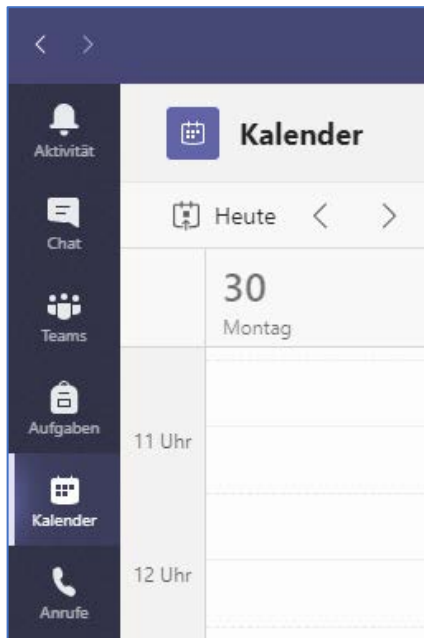 Aktivität
Chat
Teams
Aufgaben
Kalender
Anrufe
Kalender
Heute
30
Montag
11 Uhr
12 Uhr